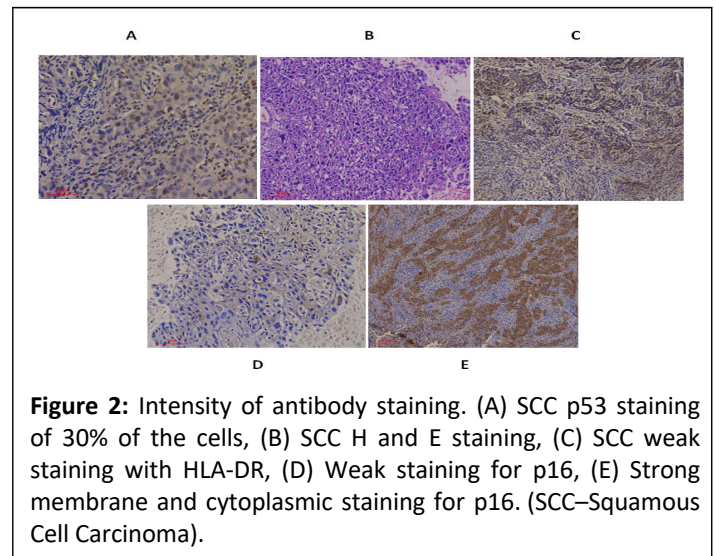 A B C
D E
Figure 2: Intensity of antibody staining. (A) SCC p53 staining
of 30% of the cells, (B) SCC H and E staining, (C) SCC weak
staining with HLA-DR, (D) Weak staining for p16, (E) Strong
membrane and cytoplasmic staining for p16. (SCC–Squamous
Cell Carcinoma).